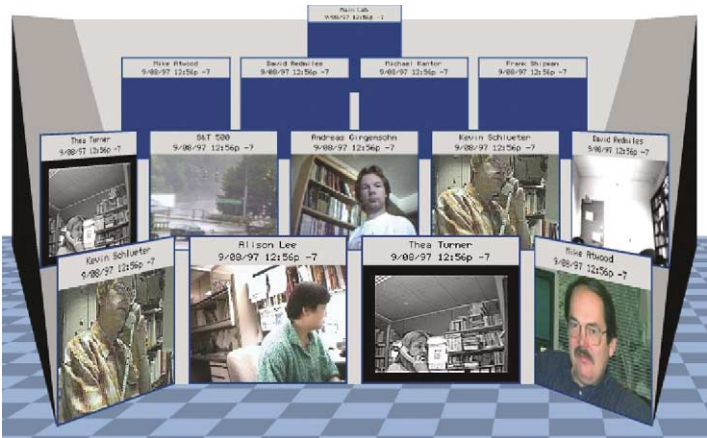 Main Lab
9/08/97 12:56p -7
Mike Atwood
9/08/97 12:56p -7
David Redmiles
9/08/97 12:56p -7
Michael Kantor
9/08/97 12:56p -7
Frank Shipman
9/08/97 12:56p -7
Thea Turner
9/08/97 12:56p -7
S&T 500
9/08/97 12:56p -7
Andreas Girgensohn
9/08/97 12:56p -7
Kevin Schlueter
9/08/97 12:56p -7
David Redmiles
9/08/97 12:56p -7
Kevin Schlueter
9/08/97 12:56p -7
Alison Lee
9/08/97 12:56p -7
Thea Turner
9/08/97 12:56p -7
Mike Atwood
9/08/97 12:56p -7